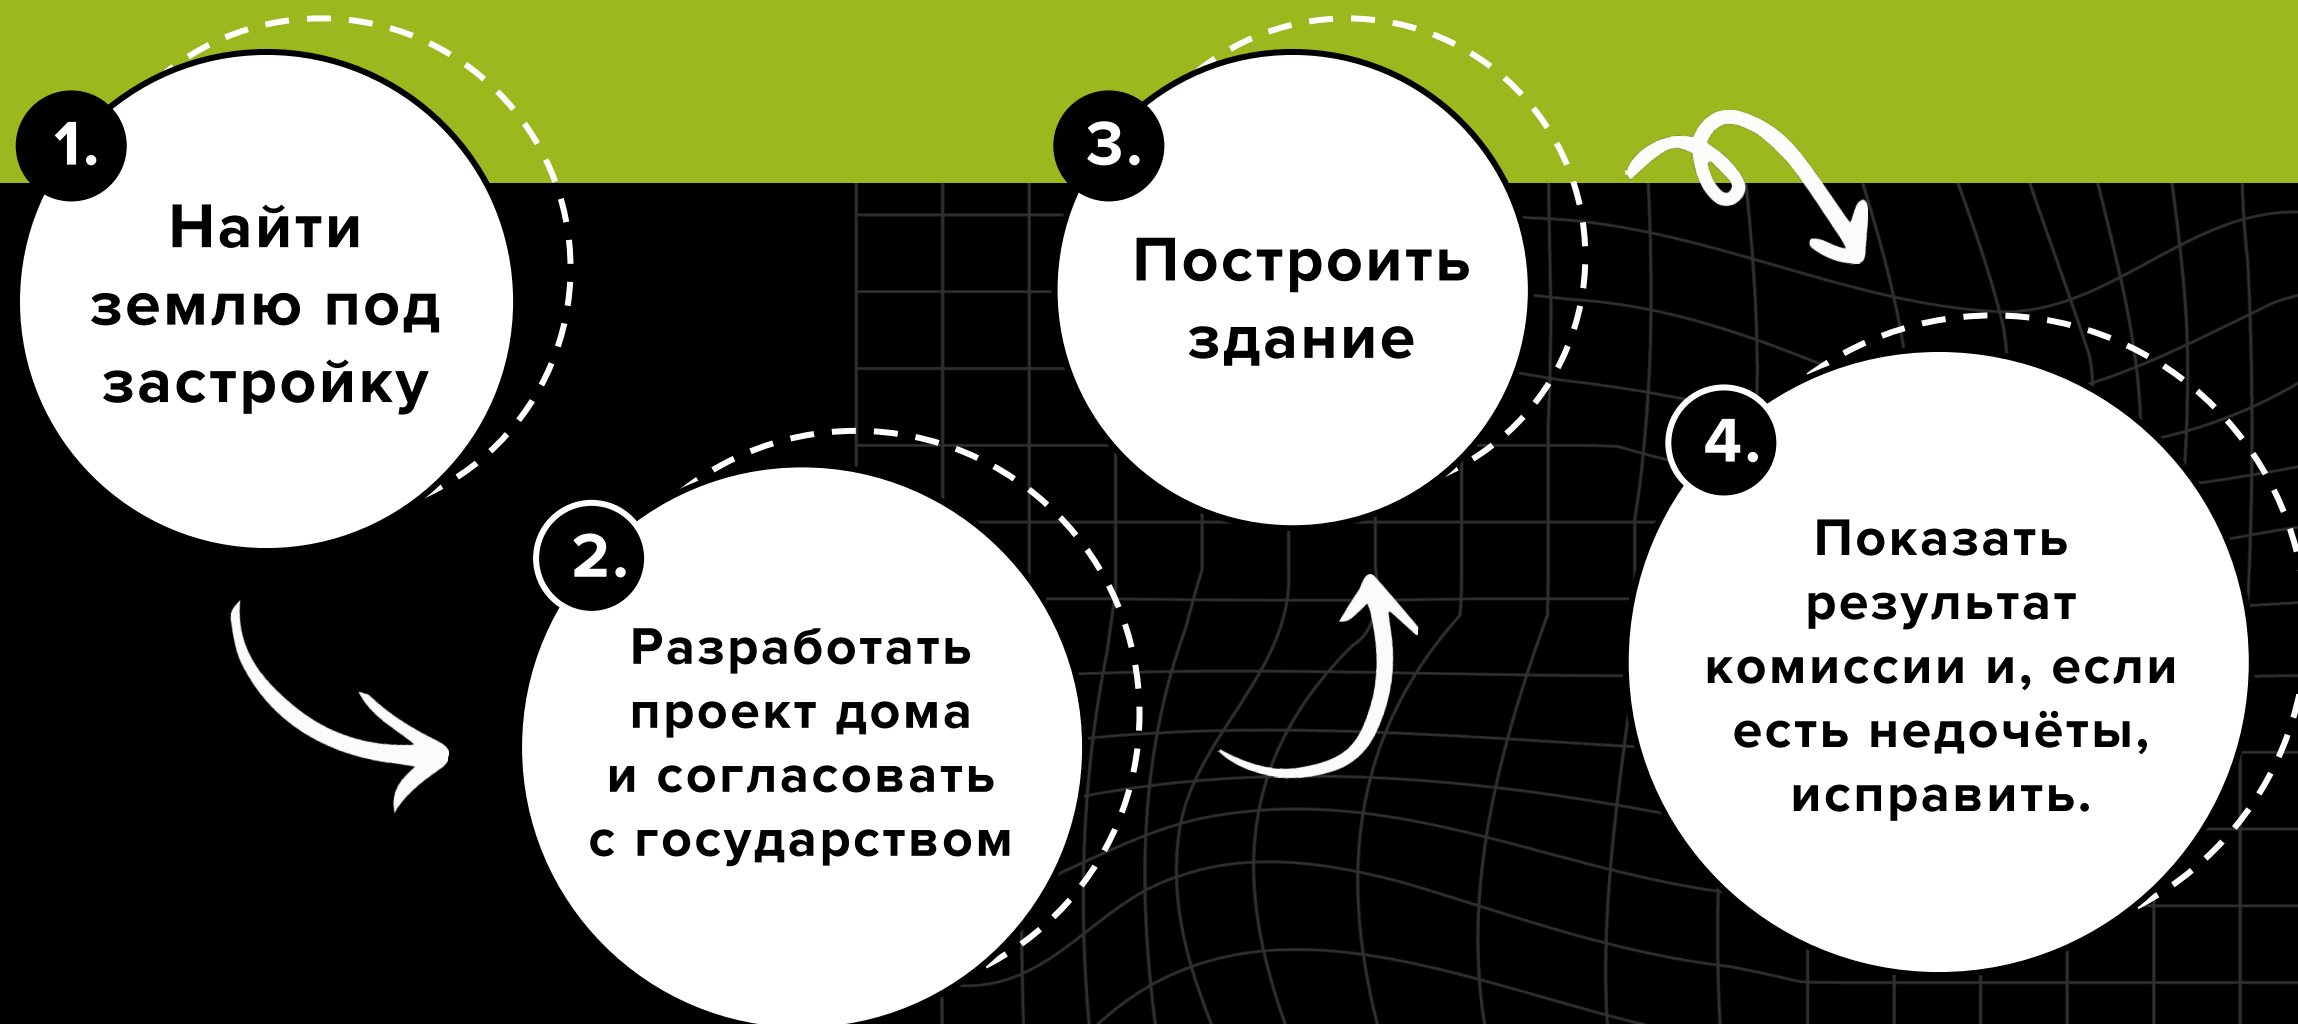 1.
Найти
землю под
застройку
2.
Разработать
проект дома
и согласовать
с государством
3.
Построить
здание
4.
Показать
результат
комиссии и, если
есть недочёты,
исправить.